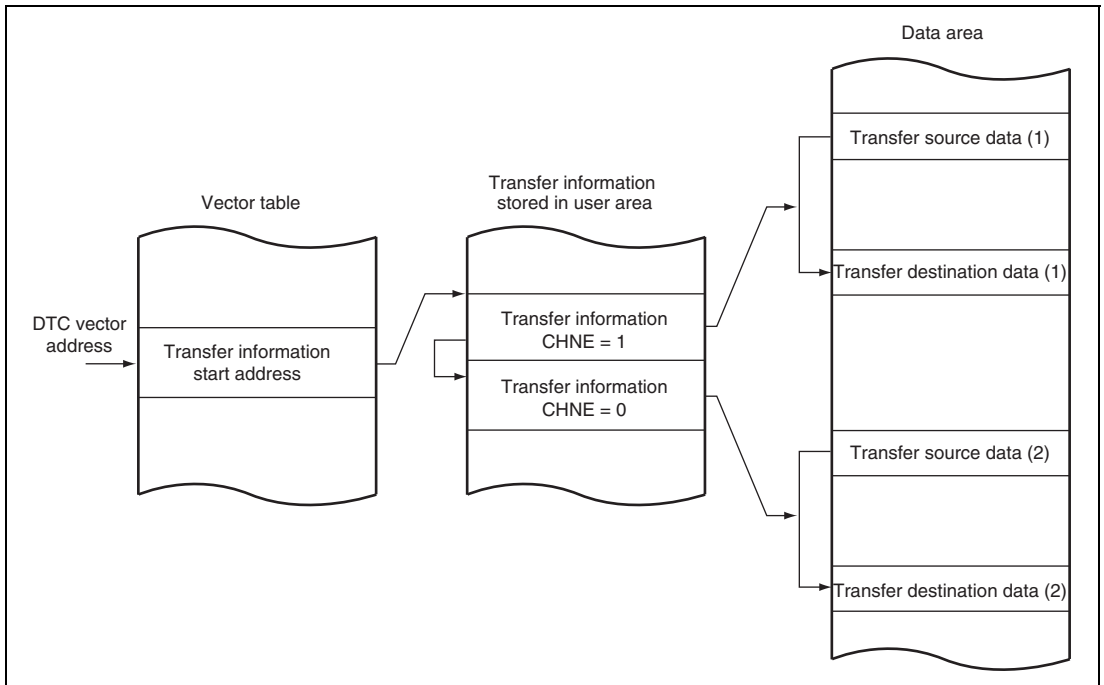 Data area
Transfer source data (1)
Transfer information
stored in user area
Vector table
Transfer destination data (1)
DTC vector
address
Transfer information
start address
Transfer information
CHNE = 1
Transfer information
CHNE = 0
Transfer source data (2)
Transfer destination data (2)